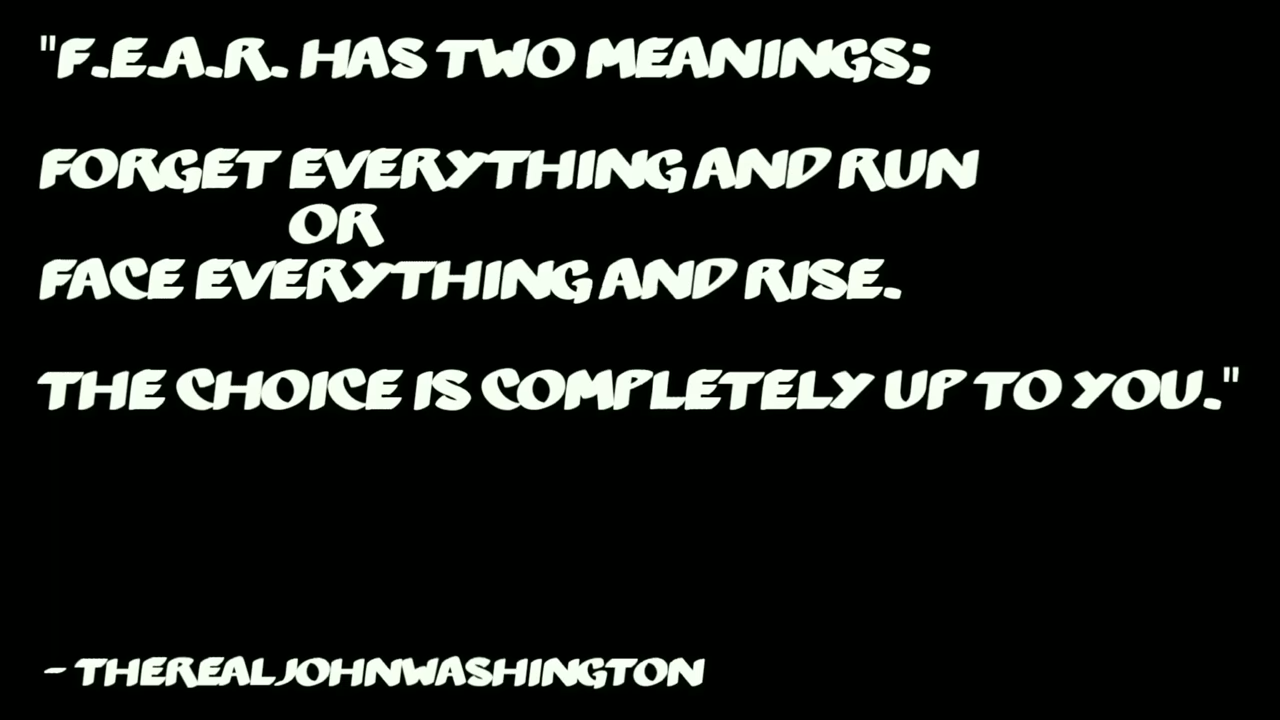 "F.E.A.R. HAS TWO MEANINGS;
FORGET EVERYTHING AND RUN
OR
FACE EVERYTHING AND RISE.
THE CHOICE IS COMPLETELY UP TO YOU."
- THEREALJOHNWASHINGTON